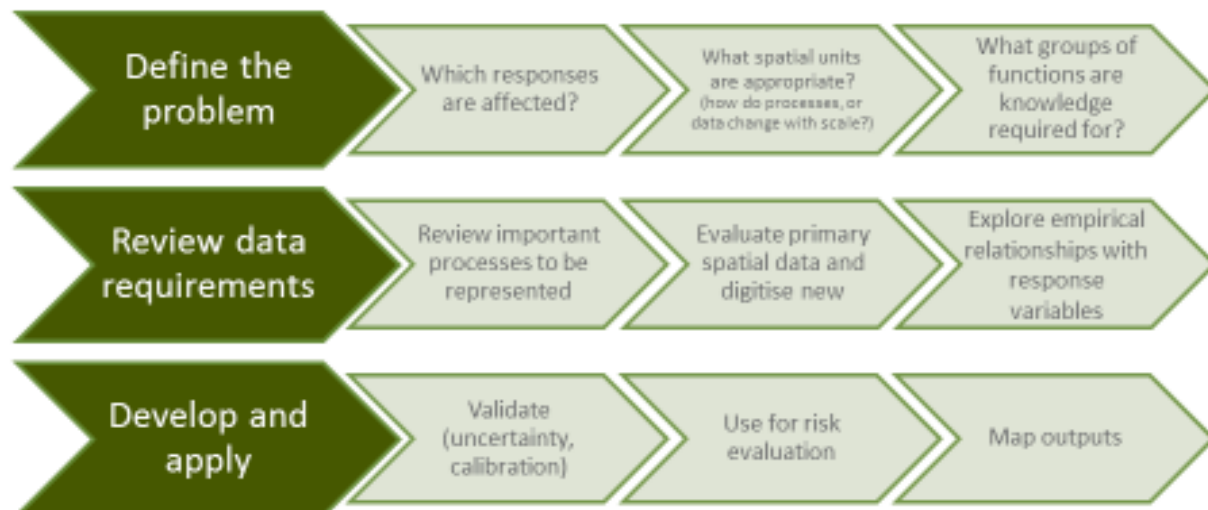 Define the
problem
Which responses
are affected?
What spatial units
are appropriate?
(how do processes, or
data change with scale?)
What groups of
functions are
knowledge
required for?
Review data
requirements
Review important
processes to be
represented
Evaluate primary
spatial data and
digitise new
Explore empirical
relationships with
response
variables
Develop and
apply
Validate
(uncertainty,
calibration)
Use for risk
evaluation
Map outputs